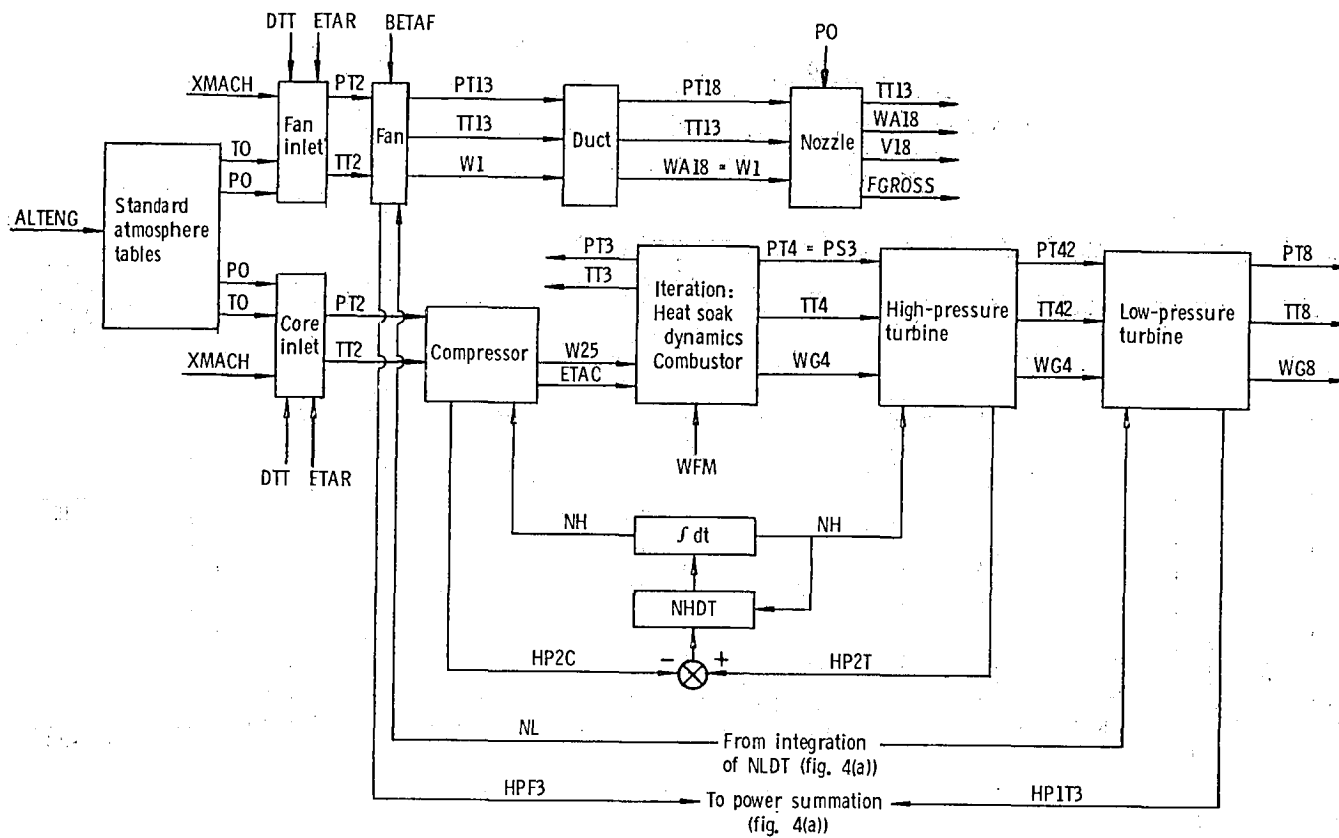 DTT
ETAR
BETAF
PO
XMACH
PT2
PT13
PT18
TT13
Fan
inlet
Fan
TT13
Duct
TT13
Nozzle
WA18
V18
TO
TT2
W1
WA18 = W1
FGROSS
PO
ALTENG
Standard
atmosphere
tables
PO
TO
Core
inlet
PT2
TT2
XMACH
DTT
ETAR
Compressor
W25
ETAC
PT3
TT3
Iteration:
Heat soak
dynamics
Combustor
WFM
PT4 = PS3
TT4
WG4
High-pressure
turbine
PT42
TT42
WG4
Low-pressure
turbine
PT8
TT8
WG8
NH
∫ dt
NH
NHDT
HP2C
−
+
HP2T
NL
From integration
of NLDT (fig. 4(a))
HPF3
To power summation
(fig. 4(a))
HP1T3